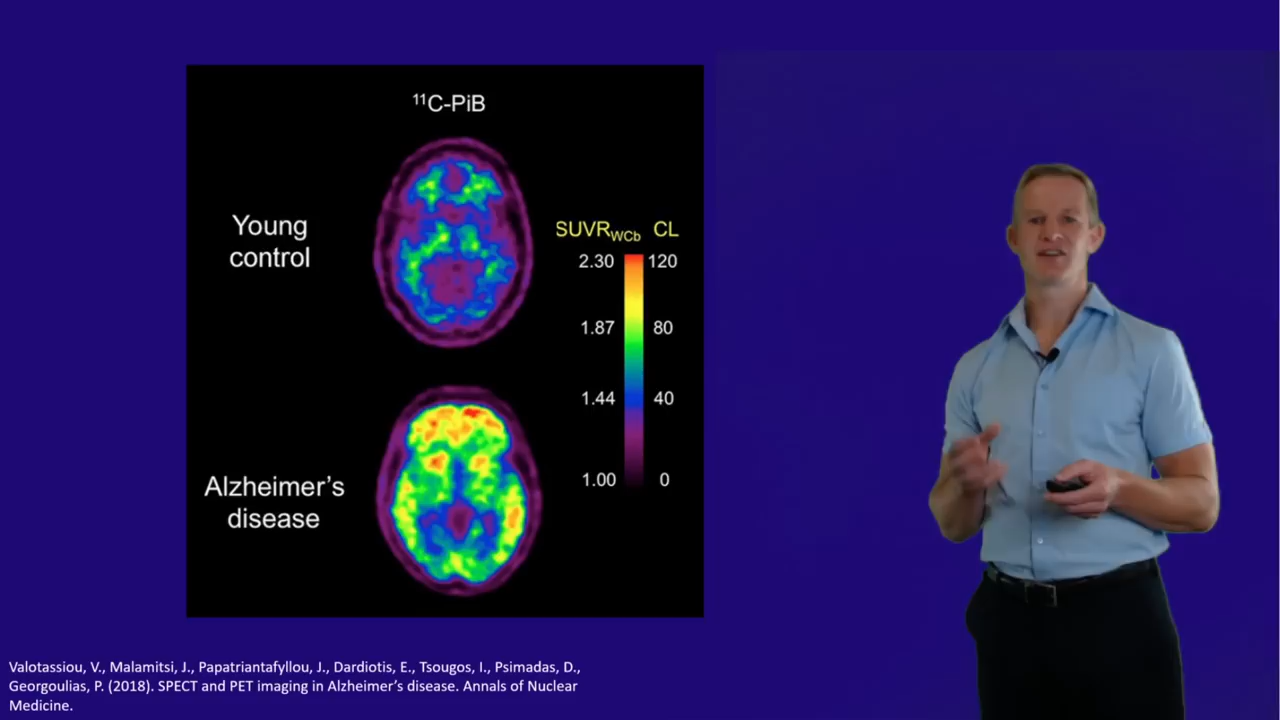 ¹¹C-PiB
Young
control
SUVRWCb CL
2.30 120
1.87 80
1.44 40
1.00 0
Alzheimer’s
disease
Valotassiou, V., Malamitsi, J., Papatriantafyllou, J., Dardiotis, E., Tsougos, I., Psimadas, D.,
Georgoulias, P. (2018). SPECT and PET imaging in Alzheimer’s disease. Annals of Nuclear
Medicine.